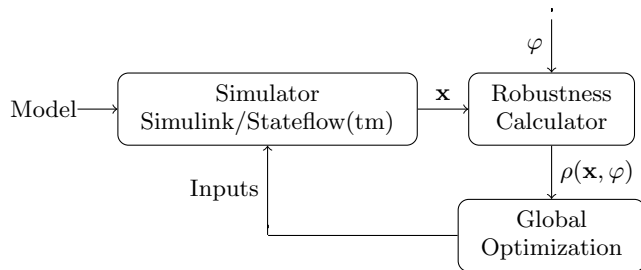 φ
Model
Simulator
Simulink/Stateflow(tm)
x
Robustness
Calculator
Inputs
ρ(x, φ)
Global
Optimization